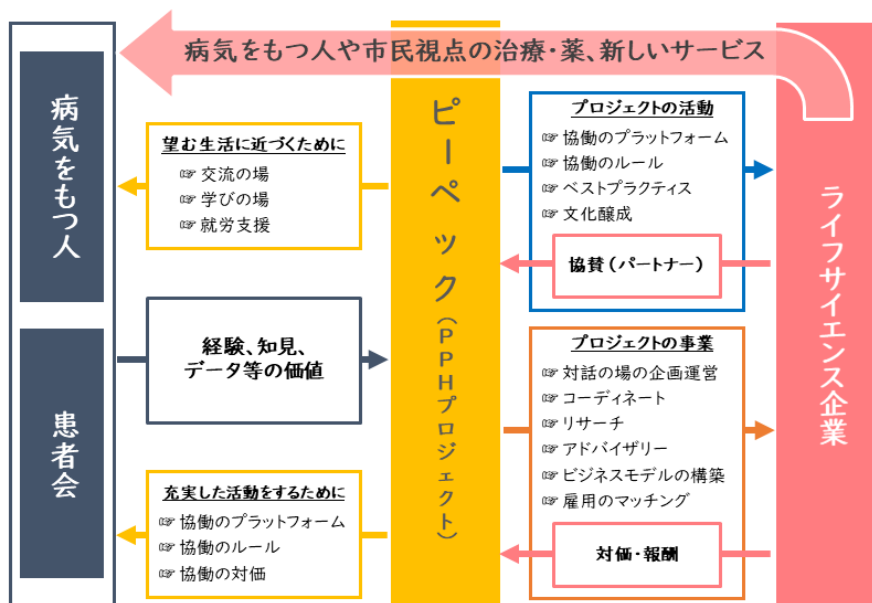 病気をもつ人や市民視点の治療・薬、新しいサービス
病気をもつ人
患者会
望む生活に近づくために
☞ 交流の場
☞ 学びの場
☞ 就労支援
経験、知見、
データ等の価値
充実した活動をするために
☞ 協働のプラットフォーム
☞ 協働のルール
☞ 協働の対価
ピーペック(PPHプロジェクト)
プロジェクトの活動
☞ 協働のプラットフォーム
☞ 協働のルール
☞ ベストプラクティス
☞ 文化醸成
協賛(パートナー)
プロジェクトの事業
☞ 対話の場の企画運営
☞ コーディネート
☞ リサーチ
☞ アドバイザリー
☞ ビジネスモデルの構築
☞ 雇用のマッチング
対価・報酬
ライフサイエンス企業